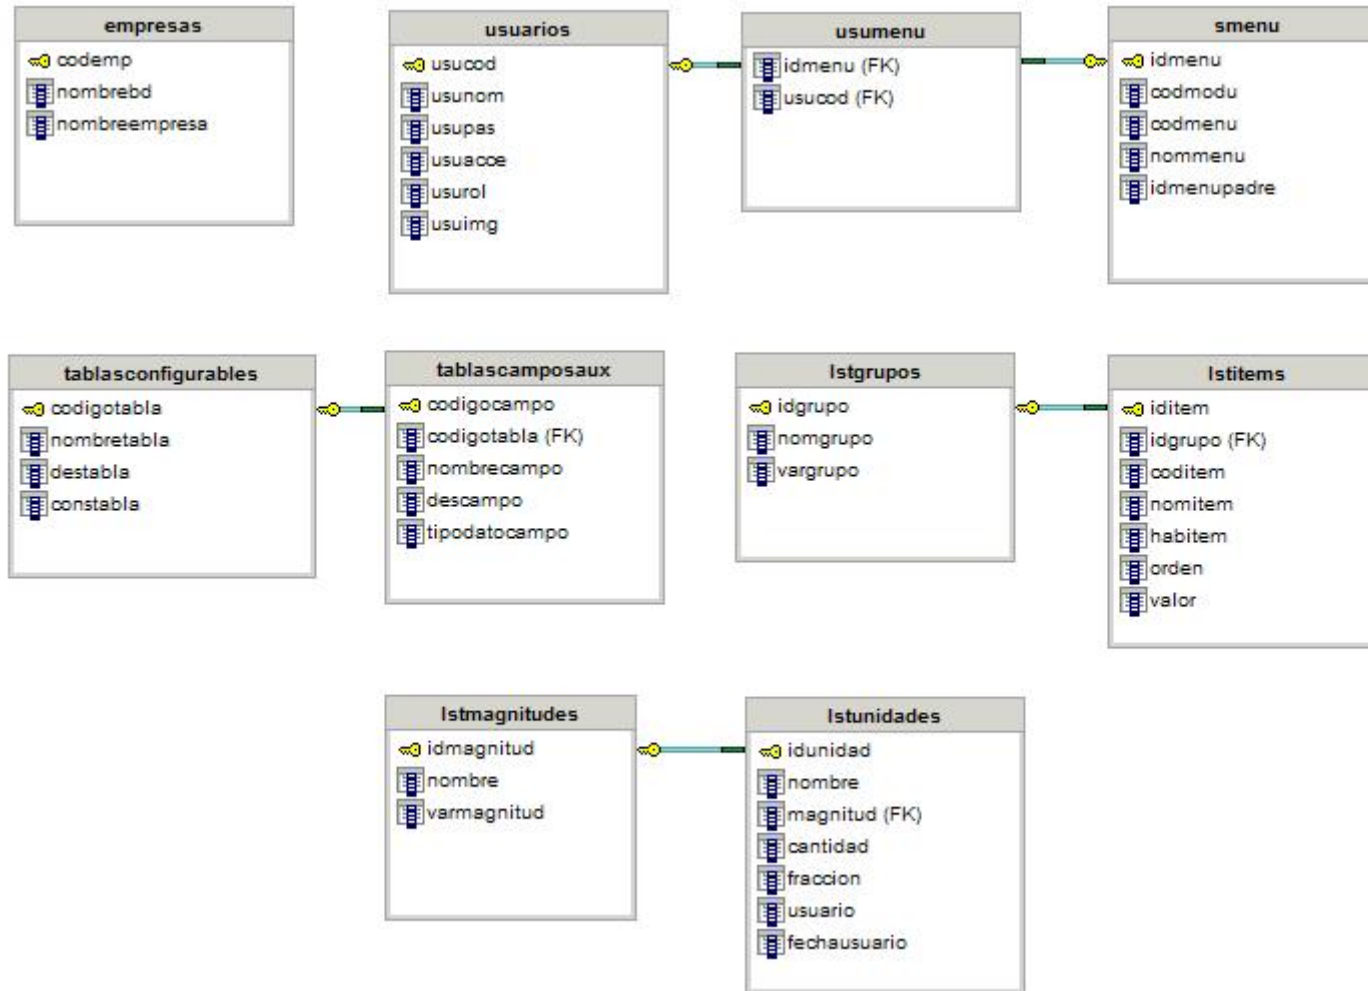 empresas
codemp
nombrebd
nombreempresa
usuarios
usucod
usunom
usupas
usuacce
usurol
usuimg
usumenu
idmenu (FK)
usucod (FK)
smenu
idmenu
codmodu
codmenu
nommenu
idmenupadre
tablasconfigurables
codigotabla
nombretabla
destabla
constabla
tablascamposaux
codigocampo
codigotabla (FK)
nombrecampo
descampo
tipodatocampo
lstgrupos
idgrupo
nomgrupo
vargrupo
lstitems
iditem
idgrupo (FK)
coditem
nomitem
habitem
orden
valor
lstmagnitudes
idmagnitud
nombre
varmagnitud
lstunidades
idunidad
nombre
magnitud (FK)
cantidad
fraccion
usuario
fechausuario